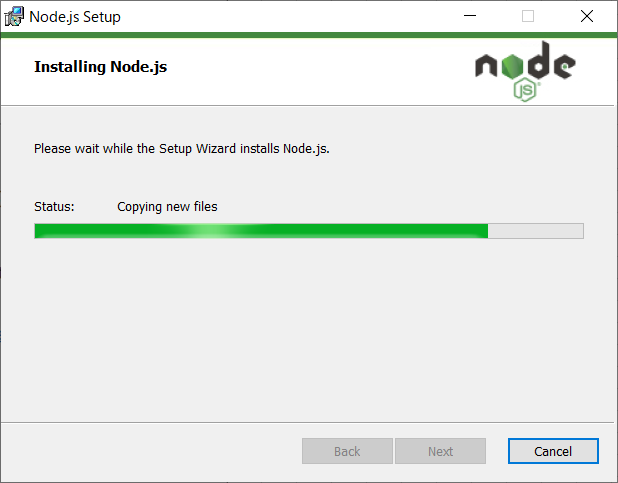 Node.js Setup
Installing Node.js
node
JS
Please wait while the Setup Wizard installs Node.js.
Status: Copying new files
Back Next Cancel